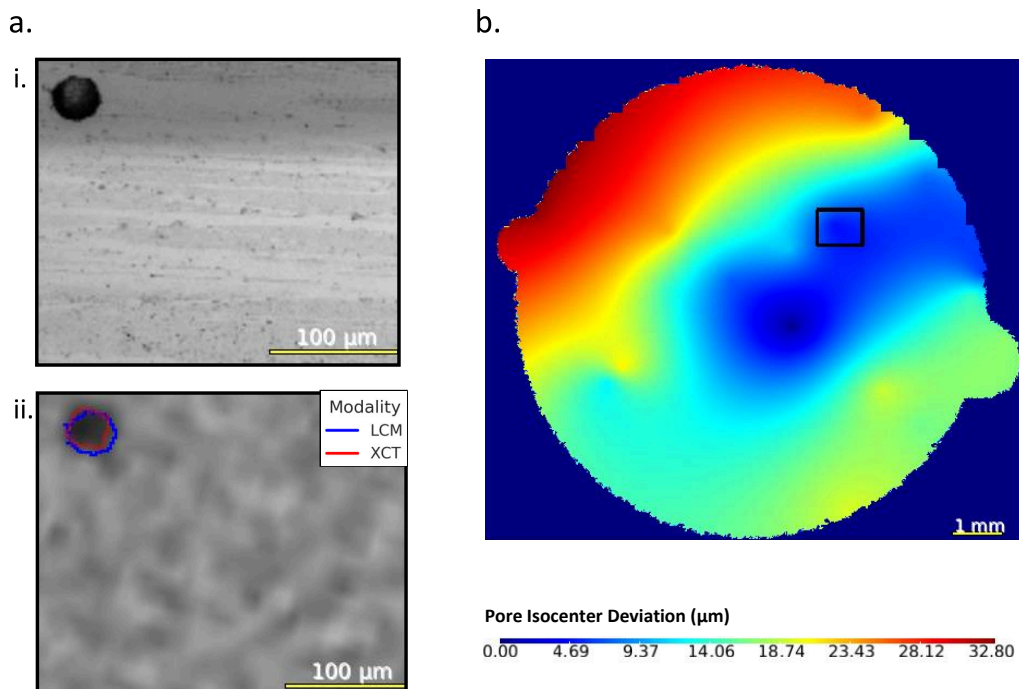 a.
b.
i.
100 μm
ii.
Modality
LCM
XCT
100 μm
1 mm
Pore Isocenter Deviation (μm)
0.00 4.69 9.37 14.06 18.74 23.43 28.12 32.80